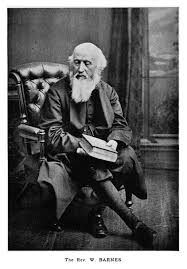 The Rev. W. BARNES